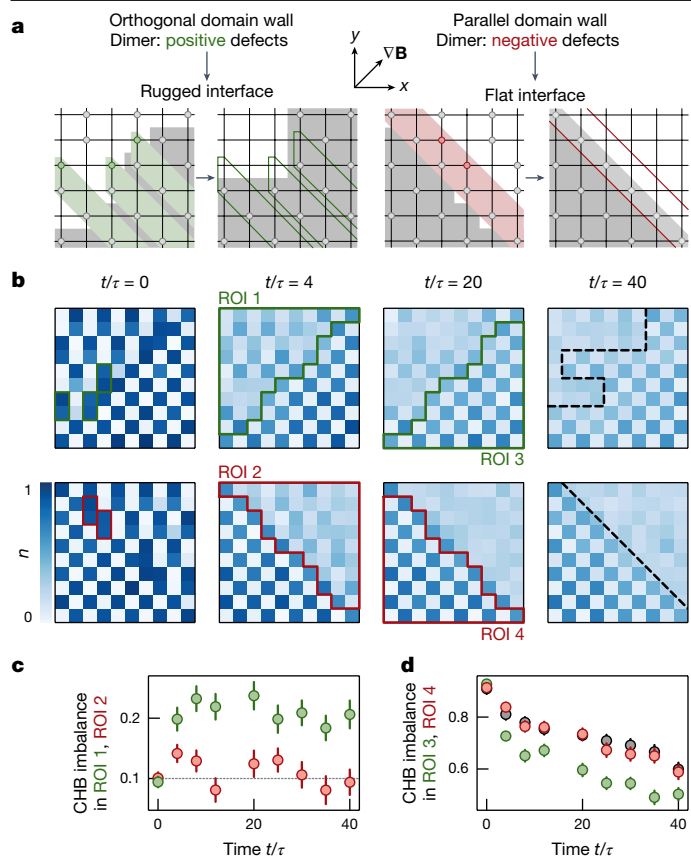 a
Orthogonal domain wall
Dimer: positive defects
Rugged interface
y
∇B
x
Parallel domain wall
Dimer: negative defects
Flat interface
b
t/τ = 0
t/τ = 4
t/τ = 20
t/τ = 40
ROI 1
ROI 3
ROI 2
ROI 4
1
n
0
c
CHB imbalance
in ROI 1, ROI 2
0.2
0.1
0
20
40
Time t/τ
d
CHB imbalance
in ROI 3, ROI 4
0.8
0.6
0
20
40
Time t/τ